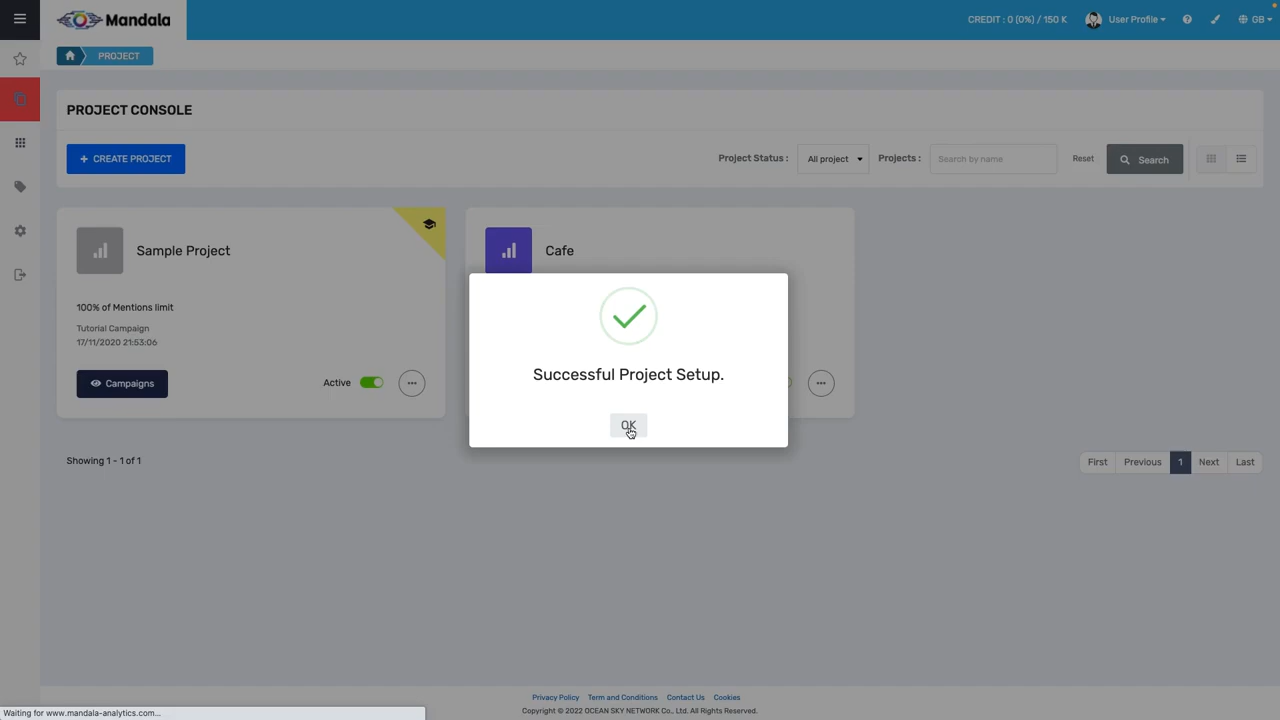 Mandala
CREDIT : 0 (0%) / 150 K
User Profile
GB
PROJECT
PROJECT CONSOLE
+ CREATE PROJECT
Project Status :
All project
Projects :
Search by name
Reset
Search
Sample Project
Cafe
100% of Mentions limit
Tutorial Campaign
17/11/2020 21:53:06
Campaigns
Active
Successful Project Setup.
OK
Showing 1 - 1 of 1
First
Previous
1
Next
Last
Privacy Policy
Term and Conditions
Contact Us
Cookies
Copyright © 2022 OCEAN SKY NETWORK Co., Ltd. All Rights Reserved.
Waiting for www.mandala-analytics.com...